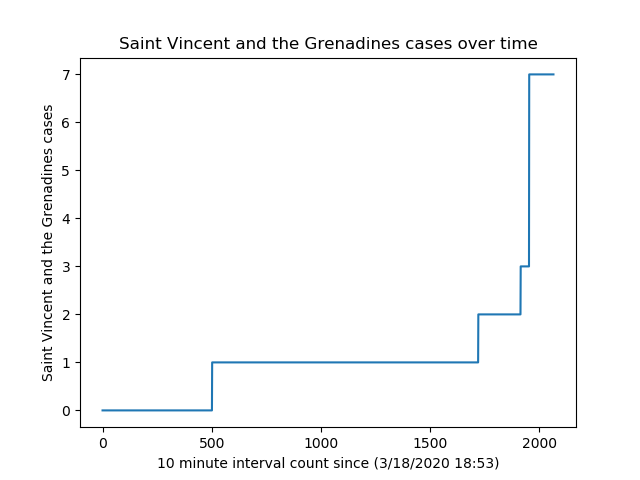 Saint Vincent and the Grenadines cases over time
Saint Vincent and the Grenadines cases
7
6
5
4
3
2
1
0
0 500 1000 1500 2000
10 minute interval count since (3/18/2020 18:53)